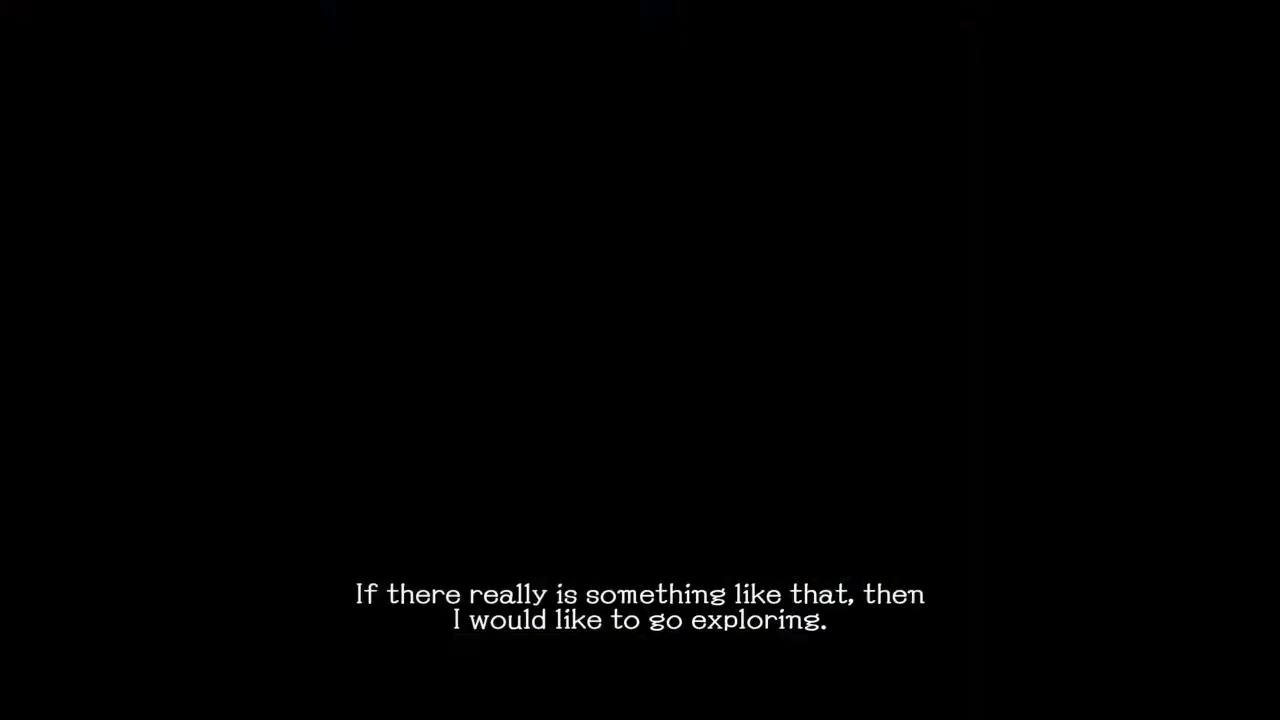 If there really is something like that, then
I would like to go exploring.